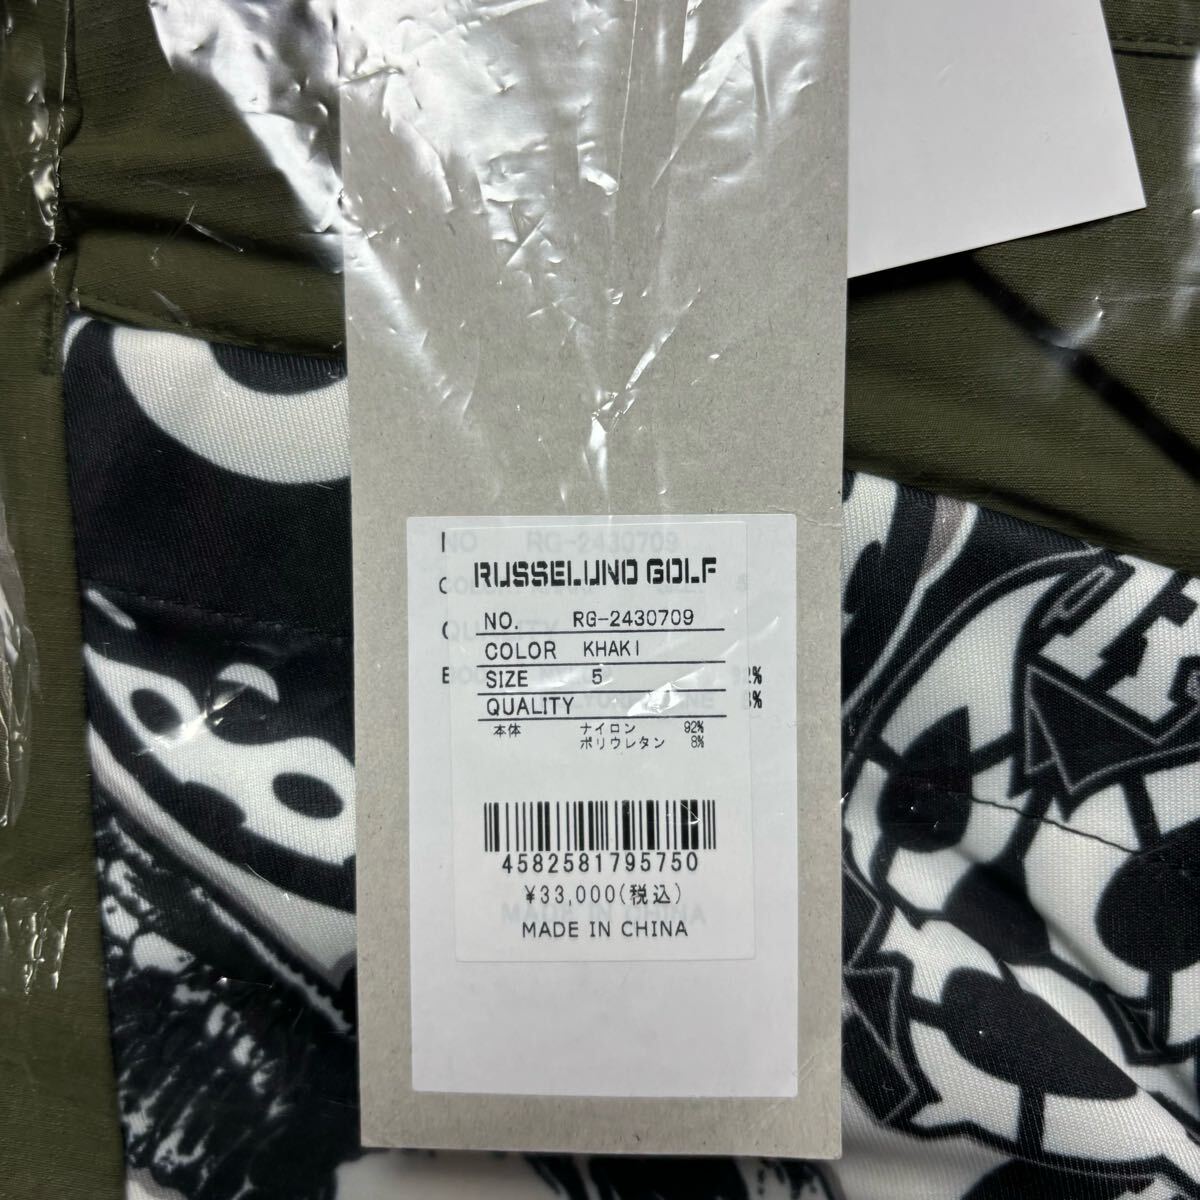 RUSSELUNO GOLF
NO. RG-2430709
COLOR KHAKI
SIZE 5
QUALITY
本体 ナイロン 92%
ポリウレタン 8%
4582581795750
¥33,000(税込)
MADE IN CHINA